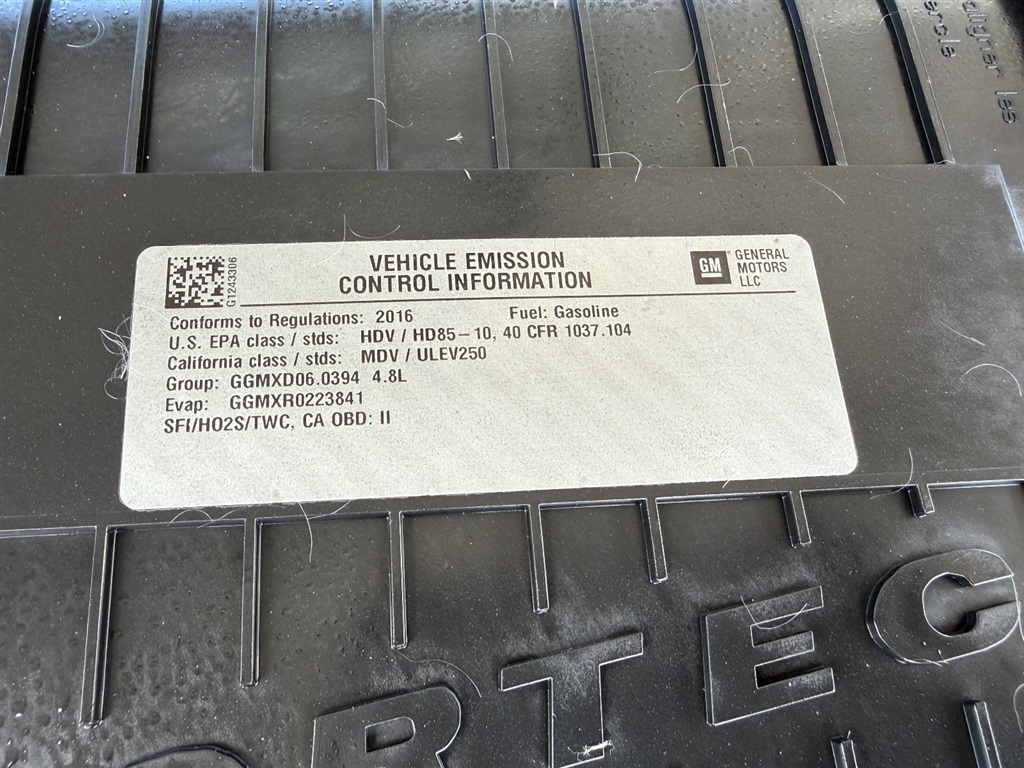 VEHICLE EMISSION
CONTROL INFORMATION
G1243306
GM
GENERAL
MOTORS
LLC
Conforms to Regulations: 2016 Fuel: Gasoline
U.S. EPA class / stds: HDV / HD85-10, 40 CFR 1037.104
California class / stds: MDV / ULEV250
Group: GGMXD06.0394 4.8L
Evap: GGMXR0223841
SFI/HO2S/TWC, CA OBD: II
ORTEC